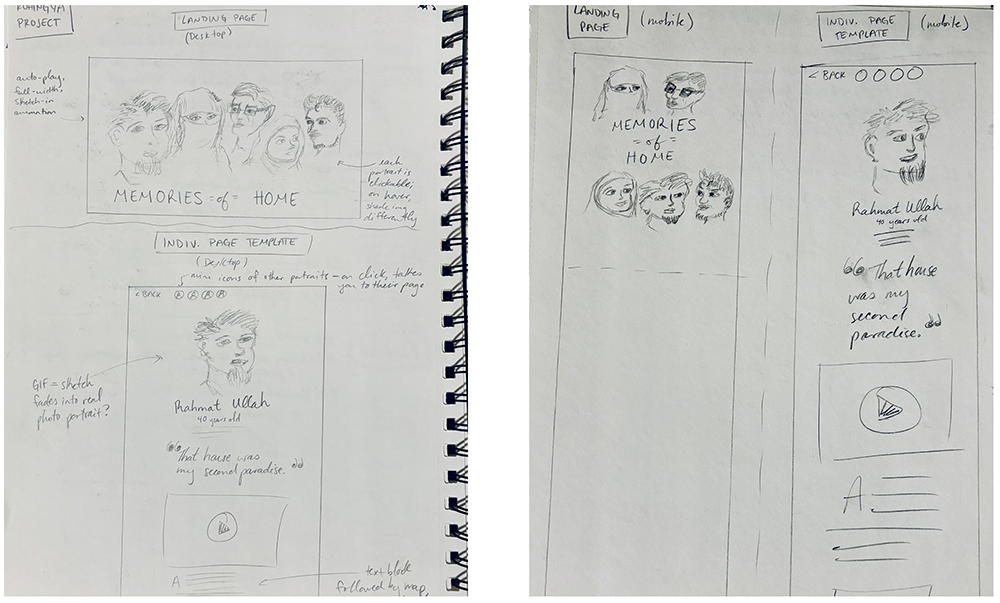 ROHINGYA
PROJECT
LANDING PAGE
(Desktop)
auto-play,
full-width,
sketch-in
animation
each
portrait is
clickable;
on hover,
shading
differently
MEMORIES = of = HOME
INDIV. PAGE TEMPLATE
(Desktop)
mini icons of other portraits — on click, takes
you to their page
< BACK
GIF = sketch
fades into real
photo portrait?
Rahmat Ullah
40 years old
“That house was
my second paradise.”
A
text block
followed by map,
LANDING
PAGE
(mobile)
MEMORIES
= of =
HOME
INDIV. PAGE
TEMPLATE
(mobile)
< BACK
Rahmat Ullah
40 years old
“That house
was my
second
paradise.”
A